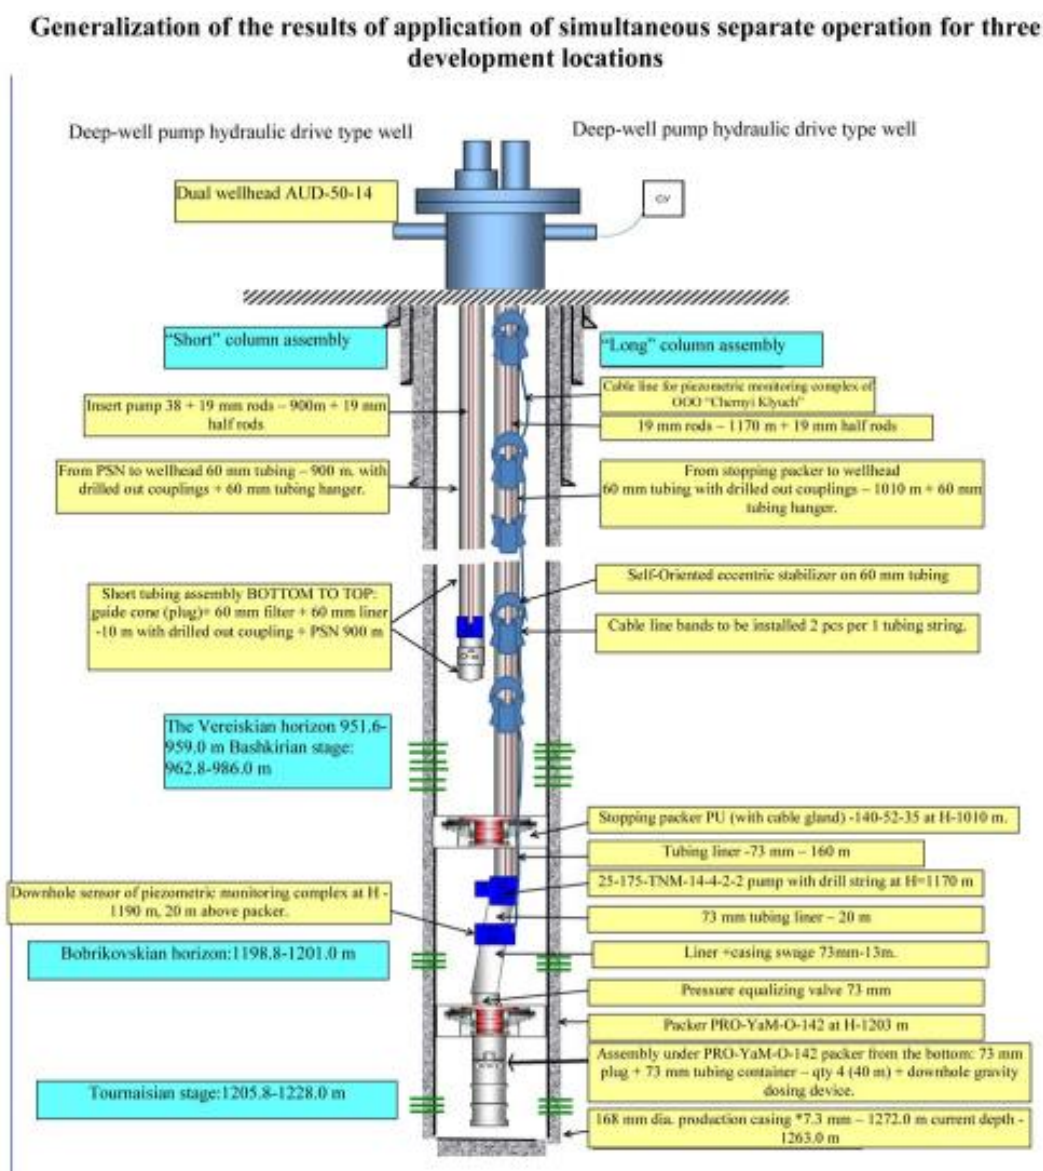 Generalization of the results of application of simultaneous separate operation for three
development locations
Deep-well pump hydraulic drive type well
Deep-well pump hydraulic drive type well
Dual wellhead AUD-50-14
СУ
“Short” column assembly
“Long” column assembly
Cable line for piezometric monitoring complex of
OOO “Chernyi Klyuch”
Insert pump 38 + 19 mm rods – 900m + 19 mm
half rods
19 mm rods – 1170 m + 19 mm half rods
From PSN to wellhead 60 mm tubing – 900 m. with
drilled out couplings + 60 mm tubing hanger.
From stopping packer to wellhead
60 mm tubing with drilled out couplings – 1010 m + 60 mm
tubing hanger.
Short tubing assembly BOTTOM TO TOP:
guide cone (plug)+ 60 mm filter + 60 mm liner
-10 m with drilled out coupling + PSN 900 m
Self-Oriented eccentric stabilizer on 60 mm tubing
Cable line bands to be installed 2 pcs per 1 tubing string.
The Vereiskian horizon 951.6-
959.0 m Bashkirian stage:
962.8-986.0 m
Stopping packer PU (with cable gland) -140-52-35 at H-1010 m.
Tubing liner -73 mm – 160 m
Downhole sensor of piezometric monitoring complex at H -
1190 m, 20 m above packer.
25-175-TNM-14-4-2-2 pump with drill string at H=1170 m
73 mm tubing liner – 20 m
Bobrikovskian horizon:1198.8-1201.0 m
Liner +casing swage 73mm-13m.
Pressure equalizing valve 73 mm
Packer PRO-YaM-O-142 at H-1203 m
Assembly under PRO-YaM-O-142 packer from the bottom: 73 mm
plug + 73 mm tubing container – qty 4 (40 m) + downhole gravity
dosing device.
Tournaisian stage:1205.8-1228.0 m
168 mm dia. production casing *7.3 mm – 1272.0 m current depth -
1263.0 m